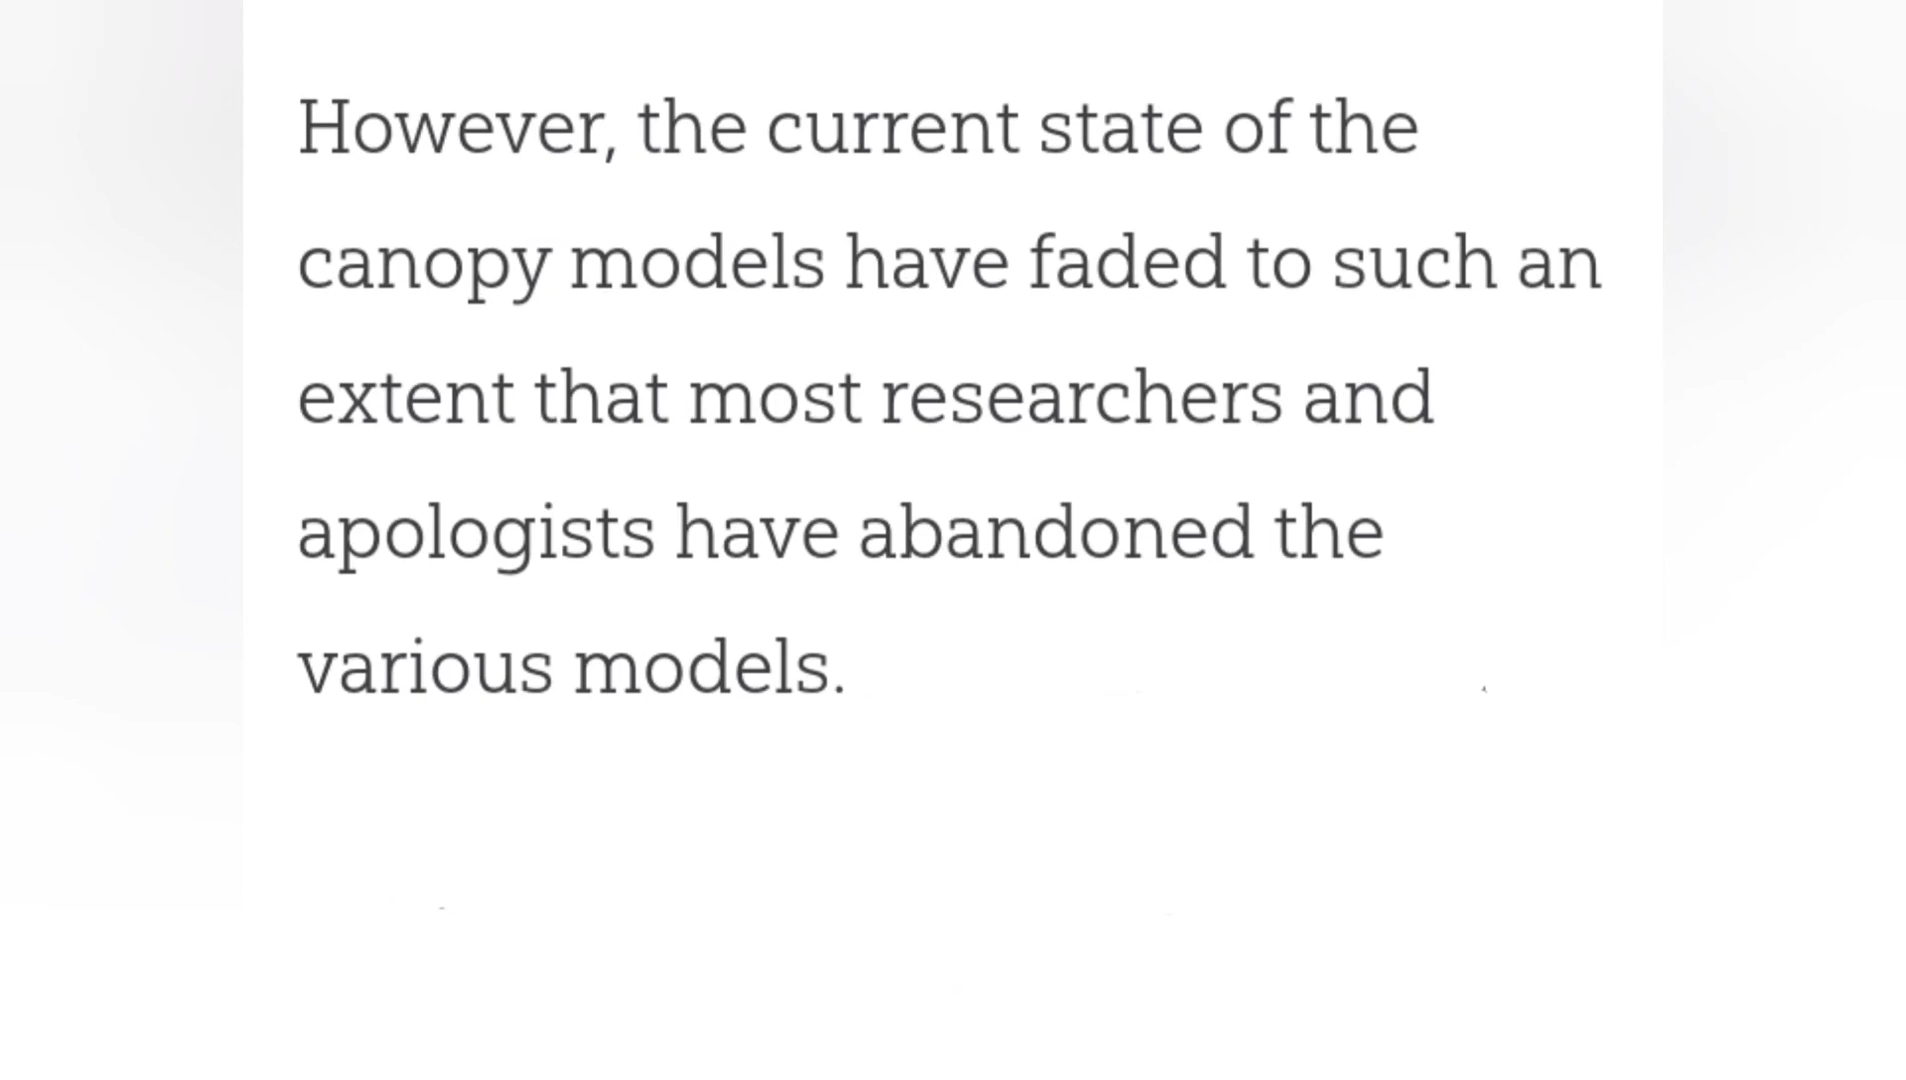 However, the current state of the
canopy models have faded to such an
extent that most researchers and
apologists have abandoned the
various models.